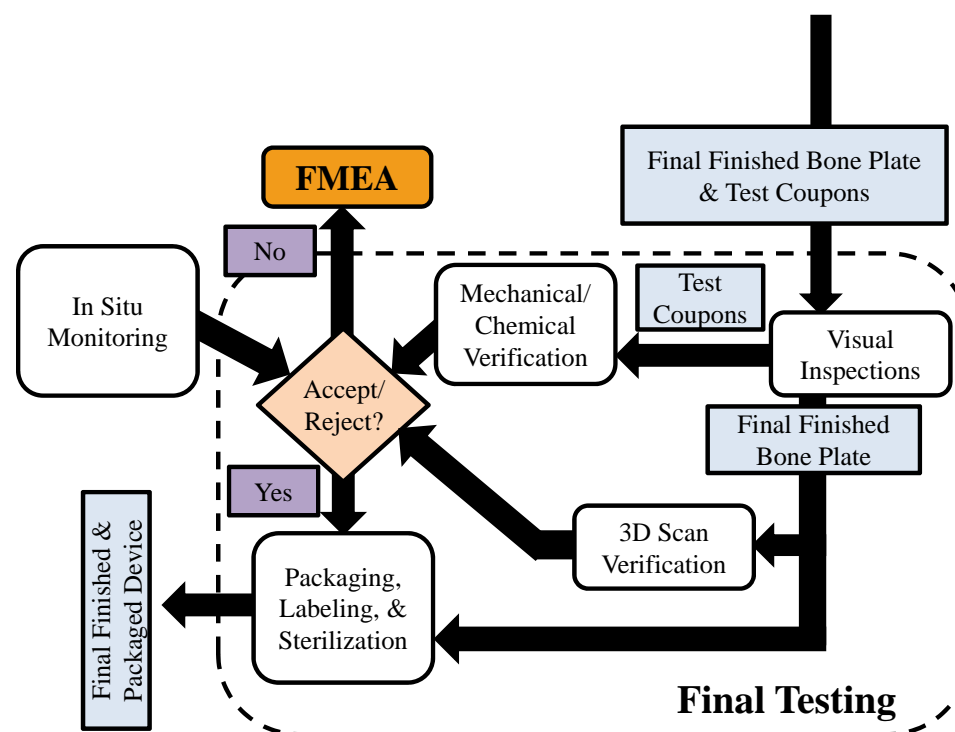 Final Finished Bone Plate
& Test Coupons
FMEA
No
In Situ
Monitoring
Mechanical/
Chemical
Verification
Test
Coupons
Visual
Inspections
Accept/
Reject?
Final Finished
Bone Plate
Yes
3D Scan
Verification
Packaging,
Labeling, &
Sterilization
Final Finished &
Packaged Device
Final Testing